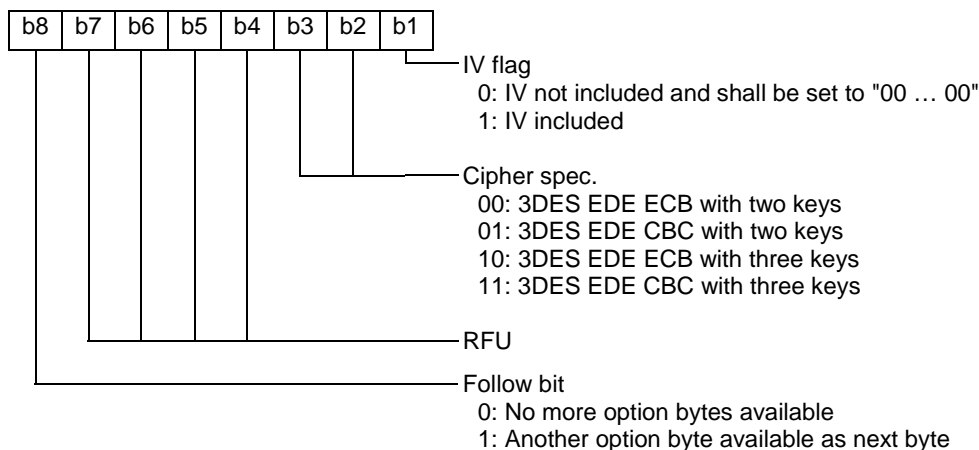 b8 b7 b6 b5 b4 b3 b2 b1
IV flag
0: IV not included and shall be set to "00 … 00"
1: IV included
Cipher spec.
00: 3DES EDE ECB with two keys
01: 3DES EDE CBC with two keys
10: 3DES EDE ECB with three keys
11: 3DES EDE CBC with three keys
RFU
Follow bit
0: No more option bytes available
1: Another option byte available as next byte